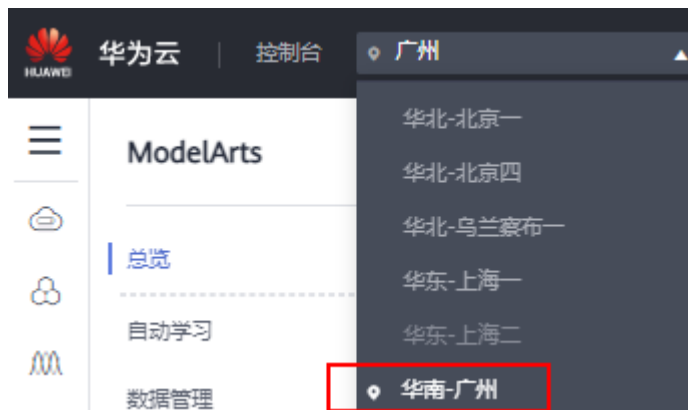 HUAWEI 华为云 控制台 广州
ModelArts
总览
自动学习
数据管理
华北-北京一
华北-北京四
华北-乌兰察布一
华东-上海一
华东-上海二
华南-广州